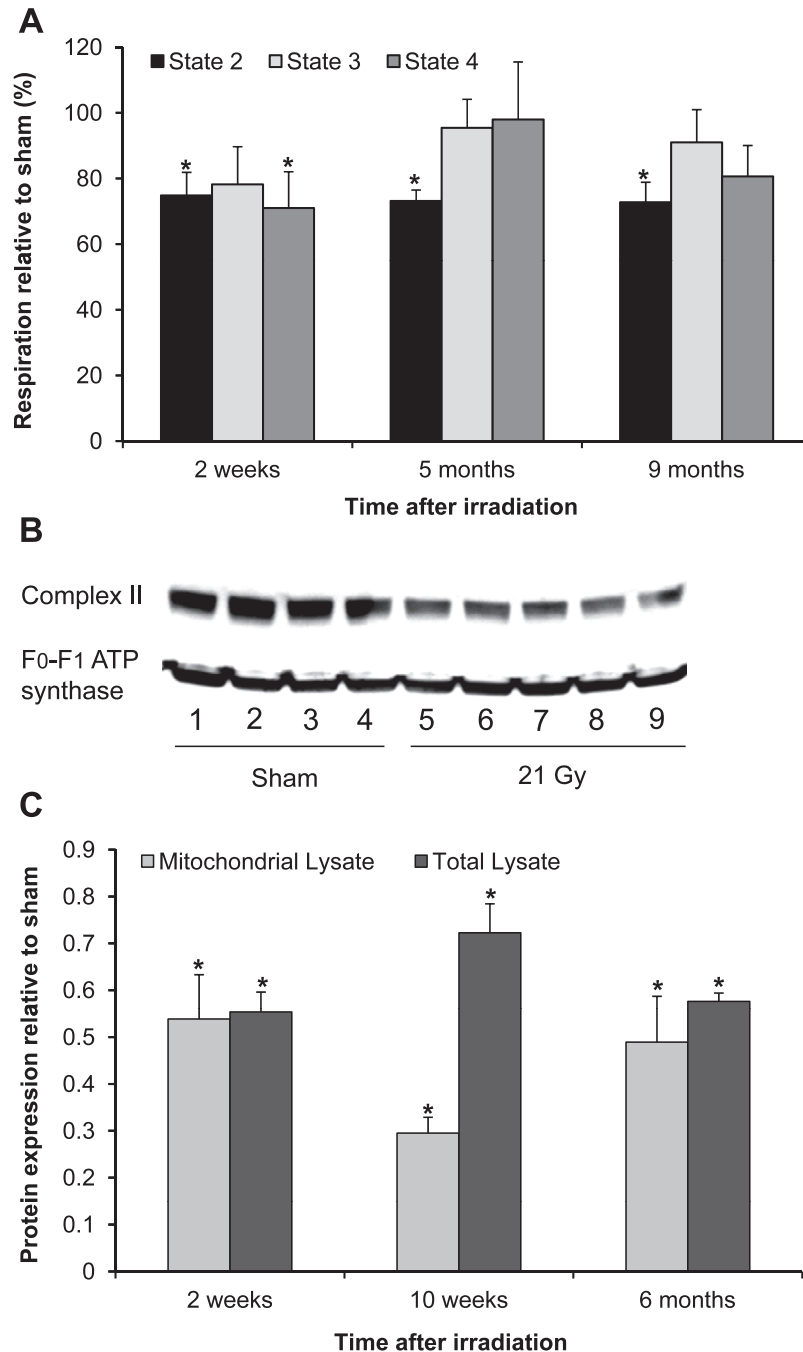 A
120
100
80
60
40
20
0
Respiration relative to sham (%)
State 2 State 3 State 4
* * * *
2 weeks 5 months 9 months
Time after irradiation
B
Complex II
F0-F1 ATP
synthase
1 2 3 4 5 6 7 8 9
Sham 21 Gy
C
0.9
0.8
0.7
0.6
0.5
0.4
0.3
0.2
0.1
0
Protein expression relative to sham
Mitochondrial Lysate Total Lysate
* * * * * *
2 weeks 10 weeks 6 months
Time after irradiation